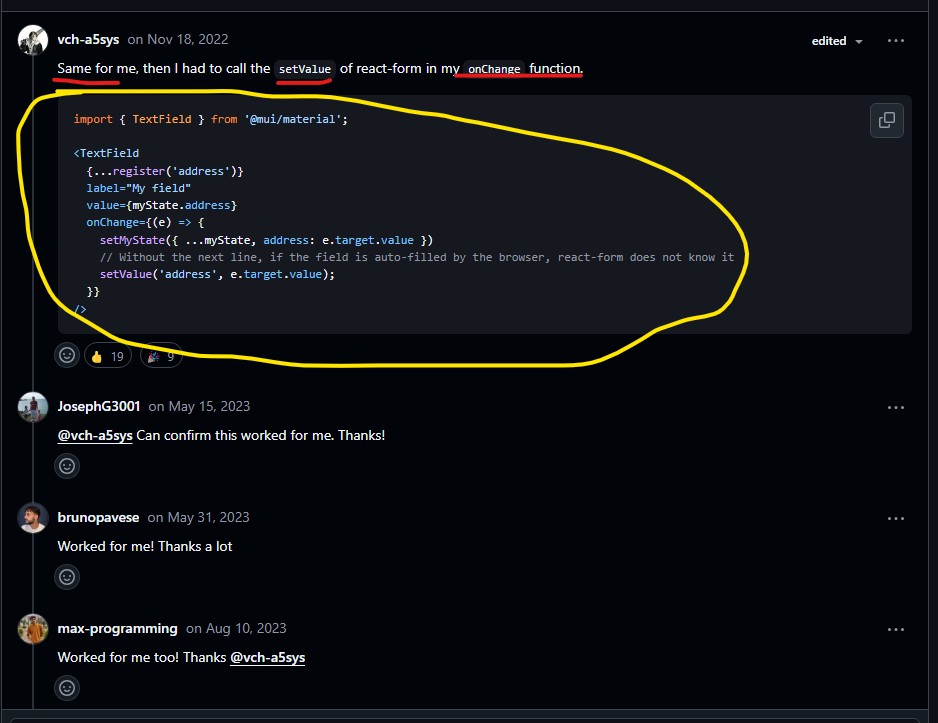 vch-a5sys on Nov 18, 2022 edited
Same for me, then I had to call the setValue of react-form in my onChange function.
import { TextField } from '@mui/material';
<TextField
{...register('address')}
label="My field"
value={myState.address}
onChange={(e) => {
setMyState({ ...myState, address: e.target.value })
// Without the next line, if the field is auto-filled by the browser, react-form does not know it
setValue('address', e.target.value);
}}
/>
19 9
JosephG3001 on May 15, 2023
@vch-a5sys Can confirm this worked for me. Thanks!
brunopavese on May 31, 2023
Worked for me! Thanks a lot
max-programming on Aug 10, 2023
Worked for me too! Thanks @vch-a5sys